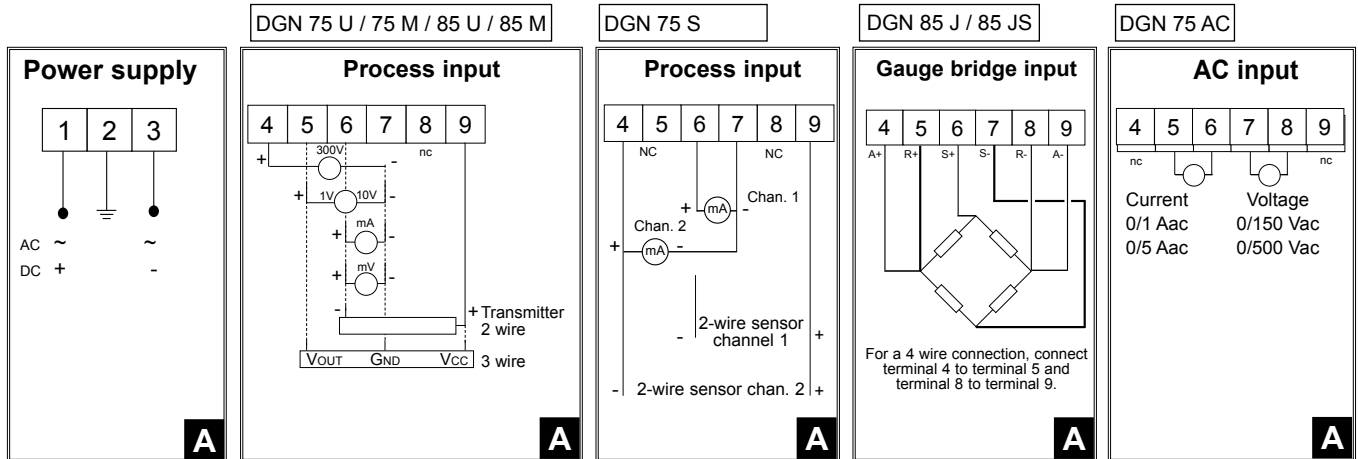 DGN 75 U / 75 M / 85 U / 85 M
DGN 75 S
DGN 85 J / 85 JS
DGN 75 AC
Power supply
1 2 3
AC ~ ~
DC + -
A
Process input
4 5 6 7 8 9
nc
300V
+ -
+ 1V 10V -
mA
+ -
mV
+ -
- + Transmitter
2 wire
VOUT GND VCC 3 wire
A
Process input
4 5 6 7 8 9
NC NC
+ mA - Chan. 1
Chan. 2
+ mA -
2-wire sensor
- channel 1 +
- 2-wire sensor chan. 2 +
A
Gauge bridge input
4 5 6 7 8 9
A+ R+ S+ S- R- A-
For a 4 wire connection, connect
terminal 4 to terminal 5 and
terminal 8 to terminal 9.
A
AC input
4 5 6 7 8 9
nc nc
Current Voltage
0/1 Aac 0/150 Vac
0/5 Aac 0/500 Vac
A